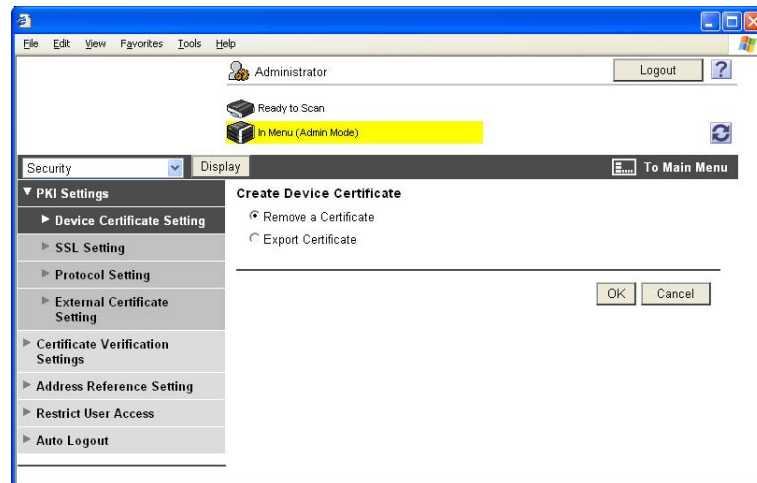 File Edit View Favorites Tools Help
Administrator
Logout
?
Ready to Scan
In Menu (Admin Mode)
Security
Display
To Main Menu
PKI Settings
Device Certificate Setting
SSL Setting
Protocol Setting
External Certificate
Setting
Certificate Verification
Settings
Address Reference Setting
Restrict User Access
Auto Logout
Create Device Certificate
Remove a Certificate
Export Certificate
OK
Cancel